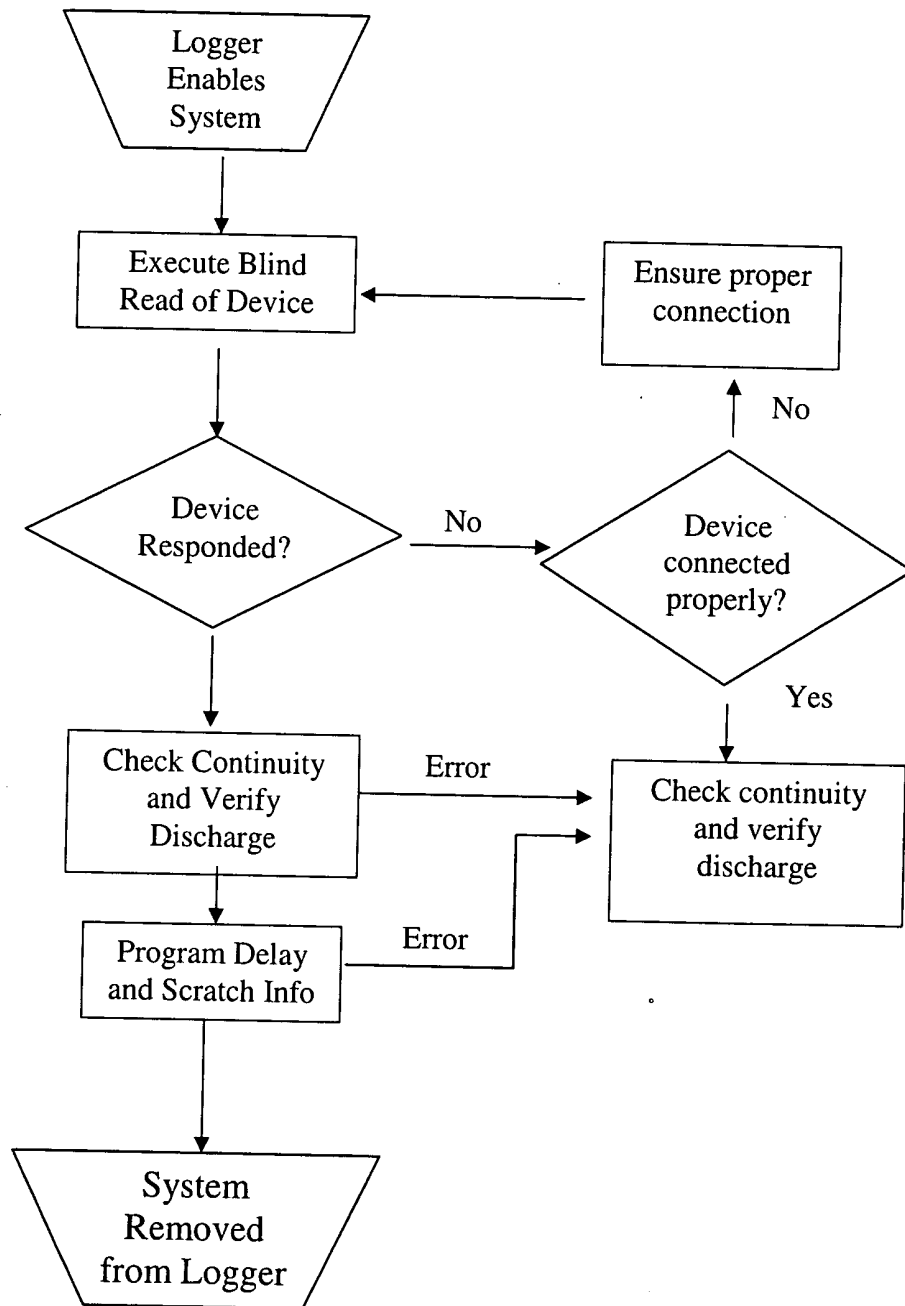 Logger
Enables
System
Execute Blind
Read of Device
Ensure proper
connection
No
Device
Responded?
No
Device
connected
properly?
Yes
Check Continuity
and Verify
Discharge
Error
Check continuity
and verify
discharge
Program Delay
and Scratch Info
Error
System
Removed
from Logger